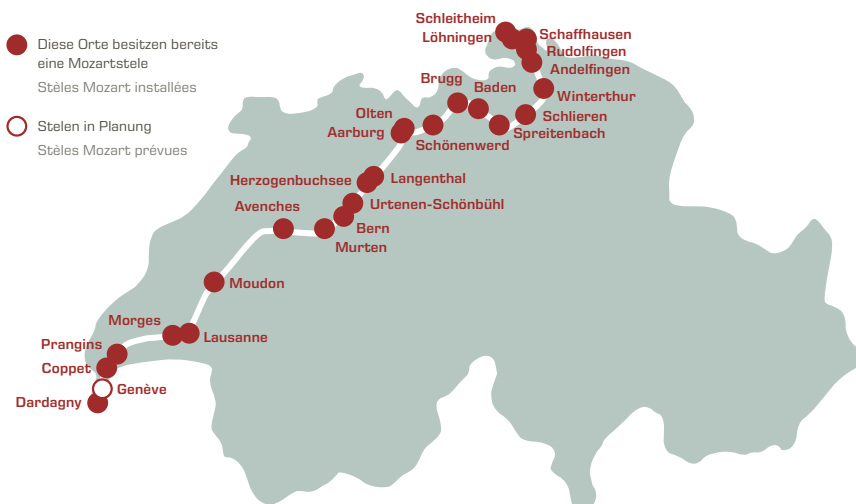 Diese Orte besitzen bereits
eine Mozartstele
Stèles Mozart installées
Stelen in Planung
Stèles Mozart prévues
Schleitheim
Löhningen
Schaffhausen
Rudolfingen
Andelfingen
Brugg
Baden
Winterthur
Olten
Schlieren
Aarburg
Spreitenbach
Schönenwerd
Herzogenbuchsee
Langenthal
Avenches
Urtenen-Schönbühl
Bern
Murten
Moudon
Morges
Lausanne
Prangins
Coppet
Genève
Dardagny